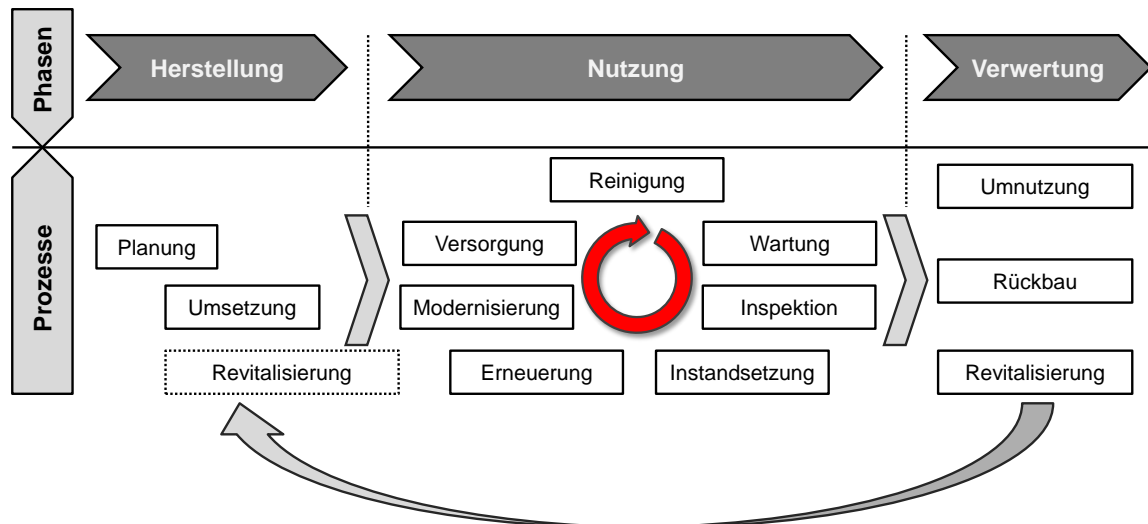 Phasen
Herstellung
Nutzung
Verwertung
Prozesse
Reinigung
Umnutzung
Planung
Versorgung
Wartung
Umsetzung
Modernisierung
Inspektion
Rückbau
Revitalisierung
Erneuerung
Instandsetzung
Revitalisierung